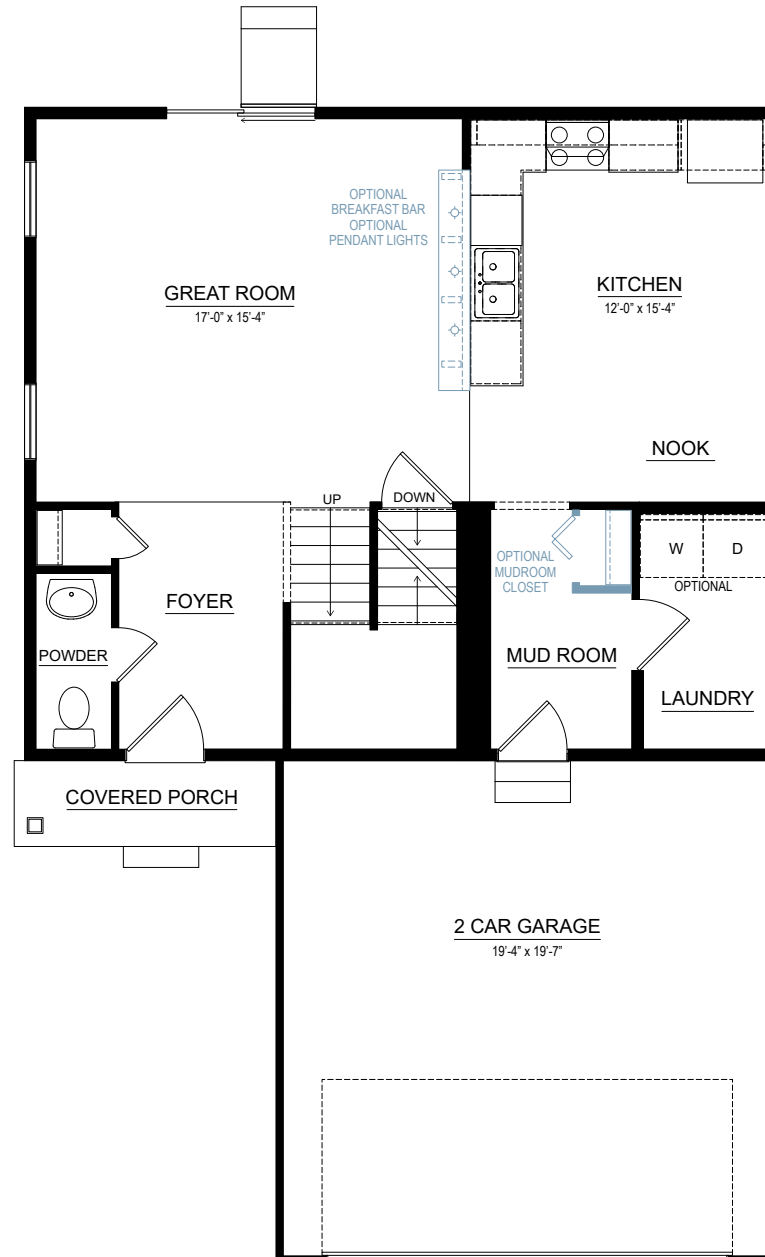 OPTIONAL
BREAKFAST BAR
OPTIONAL
PENDANT LIGHTS
GREAT ROOM
17'-0" x 15'-4"
KITCHEN
12'-0" x 15'-4"
NOOK
UP
DOWN
W
D
OPTIONAL
OPTIONAL
MUDROOM
CLOSET
FOYER
POWDER
MUD ROOM
LAUNDRY
COVERED PORCH
2 CAR GARAGE
19'-4" x 19'-7"